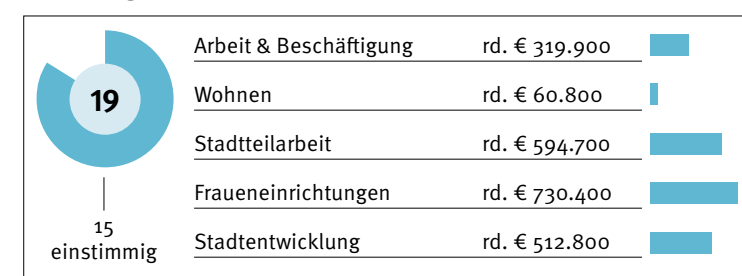 19
15
einstimmig
Arbeit & Beschäftigung rd. € 319.900
Wohnen rd. € 60.800
Stadtteilarbeit rd. € 594.700
Fraueneinrichtungen rd. € 730.400
Stadtentwicklung rd. € 512.800